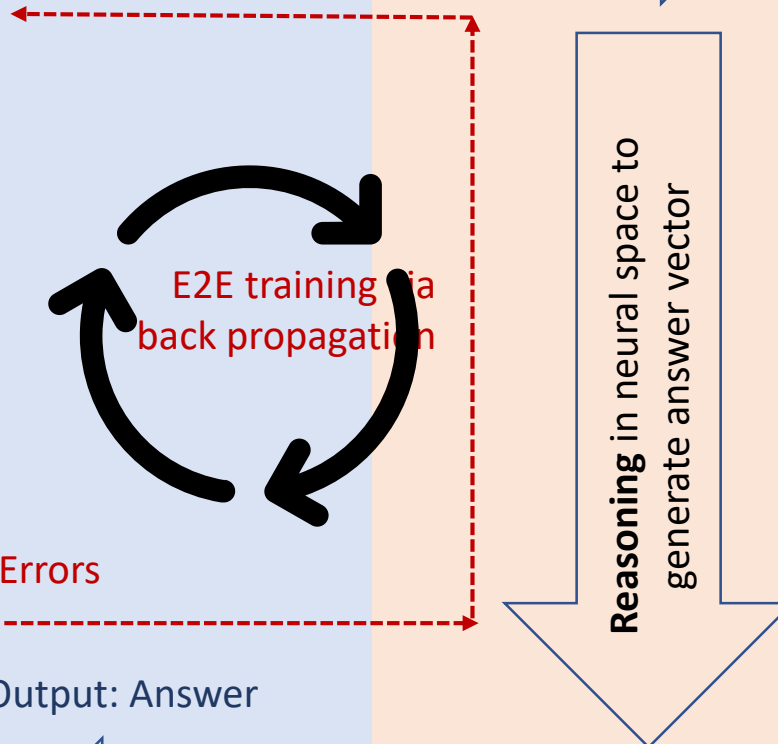 E2E training via
back propagation
Errors
Output: Answer
Reasoning in neural space to
generate answer vector